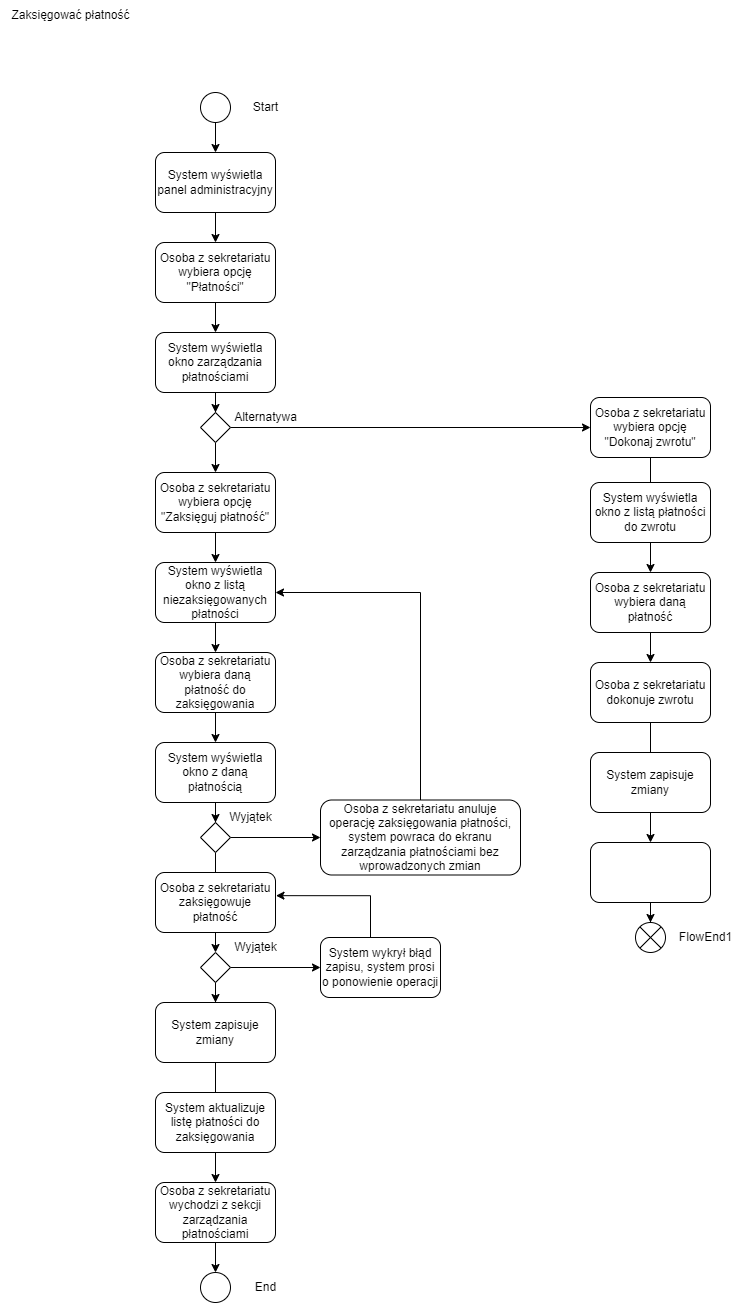 Zaksięgować płatność
Start
System wyświetla
panel administracyjny
Osoba z sekretariatu
wybiera opcję
"Płatności"
System wyświetla
okno zarządzania
płatnościami
Alternatywa
Osoba z sekretariatu
wybiera opcję
"Zaksięguj płatność"
System wyświetla
okno z listą
niezaksięgowanych
płatności
Osoba z sekretariatu
wybiera daną
płatność do
zaksięgowania
System wyświetla
okno z daną
płatnością
Wyjątek
Osoba z sekretariatu anuluje
operację zaksięgowania płatności,
system powraca do ekranu
zarządzania płatnościami bez
wprowadzonych zmian
Osoba z sekretariatu
zaksięgowuje
płatność
Wyjątek
System wykrył błąd
zapisu, system prosi
o ponowienie operacji
System zapisuje
zmiany
System aktualizuje
listę płatności do
zaksięgowania
Osoba z sekretariatu
wychodzi z sekcji
zarządzania
płatnościami
End
Osoba z sekretariatu
wybiera opcję
"Dokonaj zwrotu"
System wyświetla
okno z listą płatności
do zwrotu
Osoba z sekretariatu
wybiera daną
płatność
Osoba z sekretariatu
dokonuje zwrotu
System zapisuje
zmiany
FlowEnd1